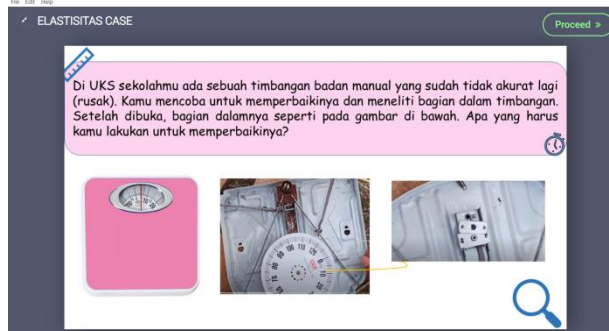 File Edit Help
ELASTISITAS CASE
Proceed »
Di UKS sekolahmu ada sebuah timbangan badan manual yang sudah tidak akurat lagi
(rusak). Kamu mencoba untuk memperbaikinya dan meneliti bagian dalam timbangan.
Setelah dibuka, bagian dalamnya seperti pada gambar di bawah. Apa yang harus
kamu lakukan untuk memperbaikinya?